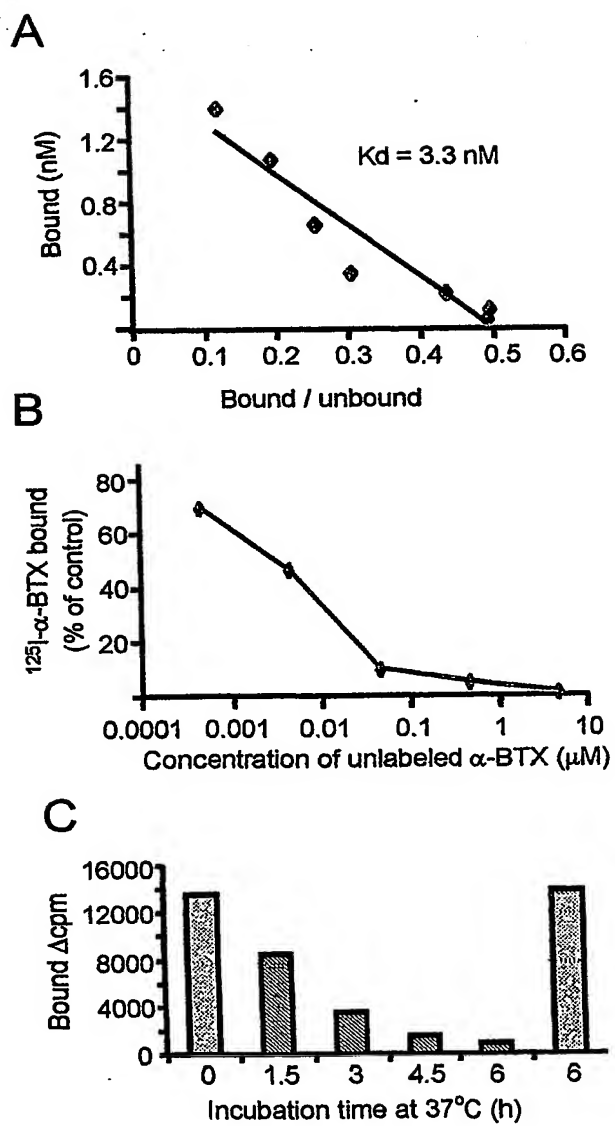 A
1.6
1.2
0.8
0.4
Bound (nM)
Kd = 3.3 nM
0 0.1 0.2 0.3 0.4 0.5 0.6
Bound / unbound
B
80
60
40
20
¹²⁵I-α-BTX bound
(% of control)
0.0001 0.001 0.01 0.1 1 10
Concentration of unlabeled α-BTX (μM)
C
16000
12000
8000
4000
0
Bound Δcpm
0 1.5 3 4.5 6 6
Incubation time at 37°C (h)